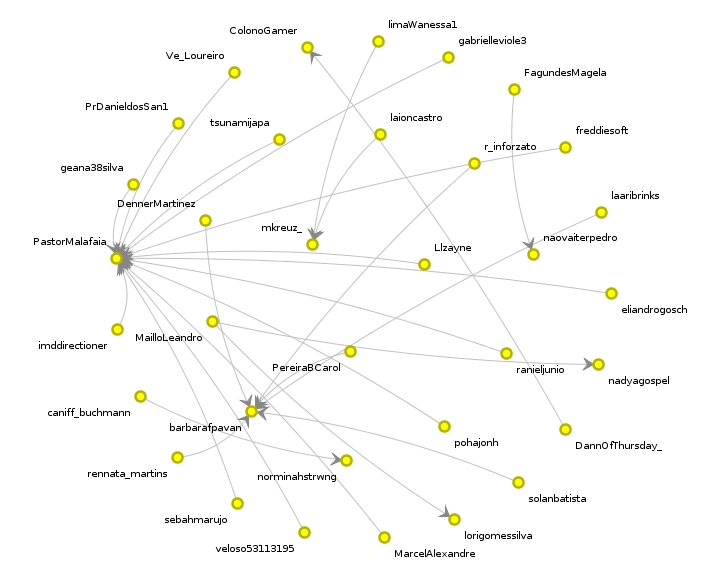 limaWanessa1
ColonoGamer
gabrielleviole3
Ve_Loureiro
FagundesMagela
PrDanieldosSan1
tsunamijapa
laioncastro
freddiesoft
r_inforzato
geana38silva
DennerMartinez
laaribrinks
mkreuz_
naovaiterpedro
PastorMalafaia
Llzayne
eliandrogosch
imddirectioner
MailloLeandro
PereiraBCarol
ranieljunio
nadyagospel
caniff_buchmann
barbarafpavan
pohajonh
DannOfThursday_
rennata_martins
norminahstrwng
solanbatista
sebahmarujo
lorigomessilva
veloso53113195
MarcelAlexandre